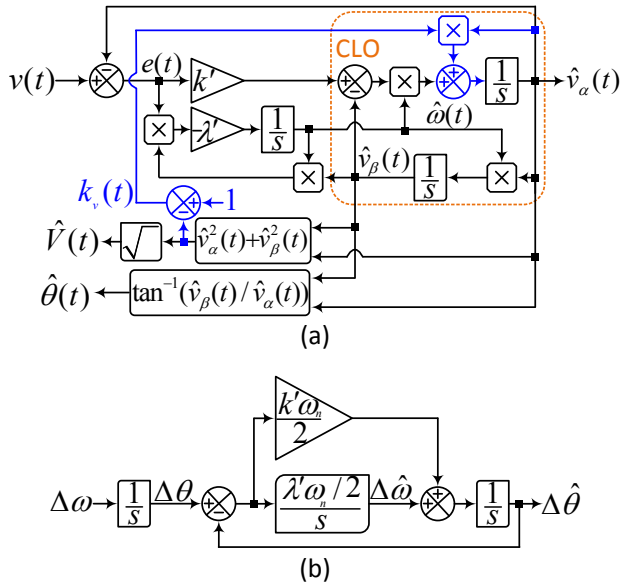 CLO
v(t) + − e(t) k′ + − × + + 1/s v̂_α(t)
×
× −λ′ 1/s ω̂(t)
v̂_β(t)
× 1/s ×
k_v(t) − + 1
V̂(t) √ v̂_α²(t)+v̂_β²(t)
θ̂(t) tan⁻¹(v̂_β(t)/v̂_α(t))
(a)
k′ω_n/2
Δω 1/s Δθ + − λ′ω_n/2/s Δω̂ + + 1/s Δθ̂
(b)